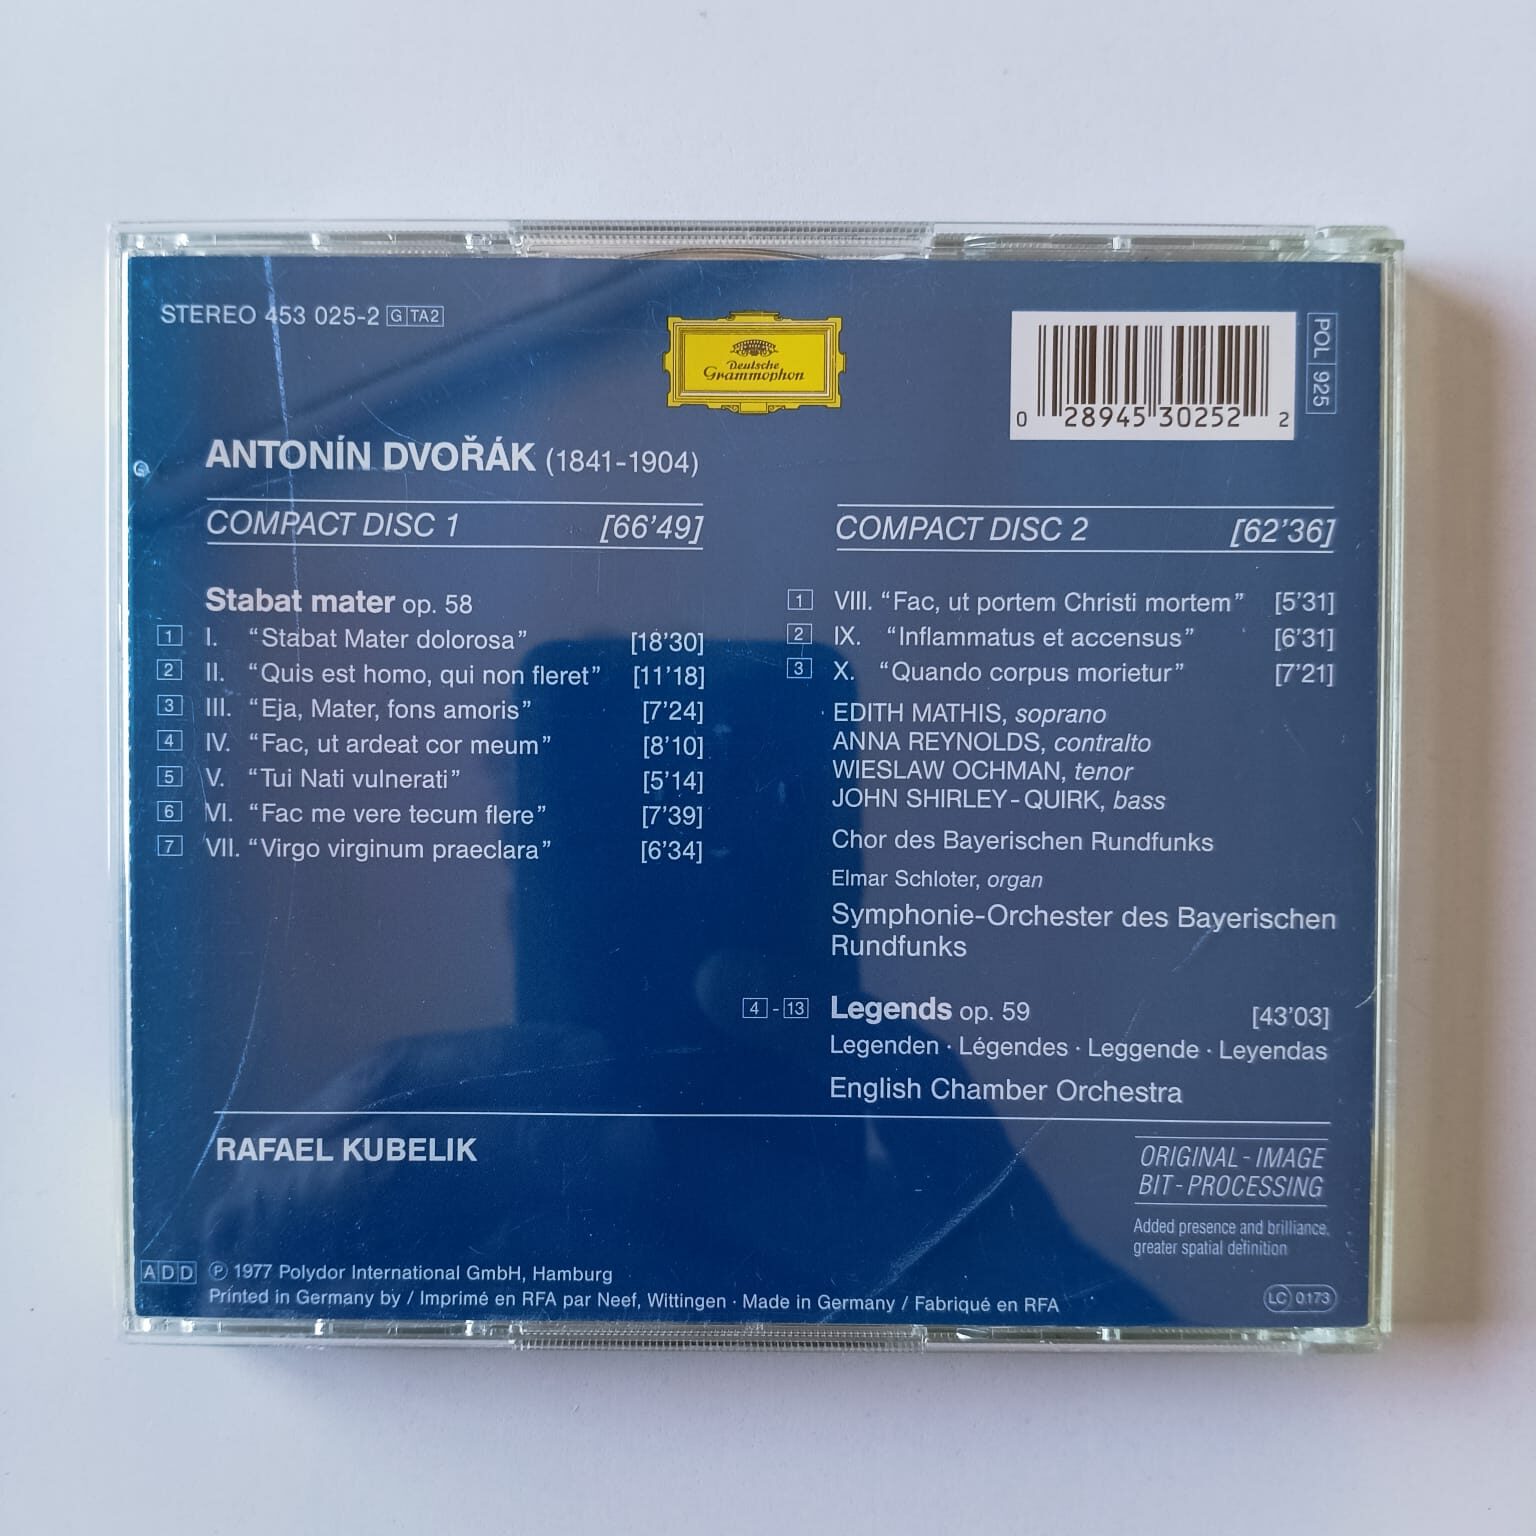 STEREO 453 025-2 G TA2
Deutsche
Grammophon
0 28945 30252 2
POL 925
ANTONÍN DVOŘÁK (1841-1904)
COMPACT DISC 1 [66’49]
Stabat mater op. 58
1 I. “Stabat Mater dolorosa” [18’30]
2 II. “Quis est homo, qui non fleret” [11’18]
3 III. “Eja, Mater, fons amoris” [7’24]
4 IV. “Fac, ut ardeat cor meum” [8’10]
5 V. “Tui Nati vulnerati” [5’14]
6 VI. “Fac me vere tecum flere” [7’39]
7 VII. “Virgo virginum praeclara” [6’34]
COMPACT DISC 2 [62’36]
1 VIII. “Fac, ut portem Christi mortem” [5’31]
2 IX. “Inflammatus et accensus” [6’31]
3 X. “Quando corpus morietur” [7’21]
EDITH MATHIS, soprano
ANNA REYNOLDS, contralto
WIESLAW OCHMAN, tenor
JOHN SHIRLEY-QUIRK, bass
Chor des Bayerischen Rundfunks
Elmar Schloter, organ
Symphonie-Orchester des Bayerischen
Rundfunks
4 - 13 Legends op. 59 [43’03]
Legenden · Légendes · Leggende · Leyendas
English Chamber Orchestra
RAFAEL KUBELIK
ORIGINAL-IMAGE
BIT-PROCESSING
Added presence and brilliance,
greater spatial definition
ADD ℗ 1977 Polydor International GmbH, Hamburg
Printed in Germany by / Imprimé en RFA par Neef, Wittingen · Made in Germany / Fabriqué en RFA
LC 0173